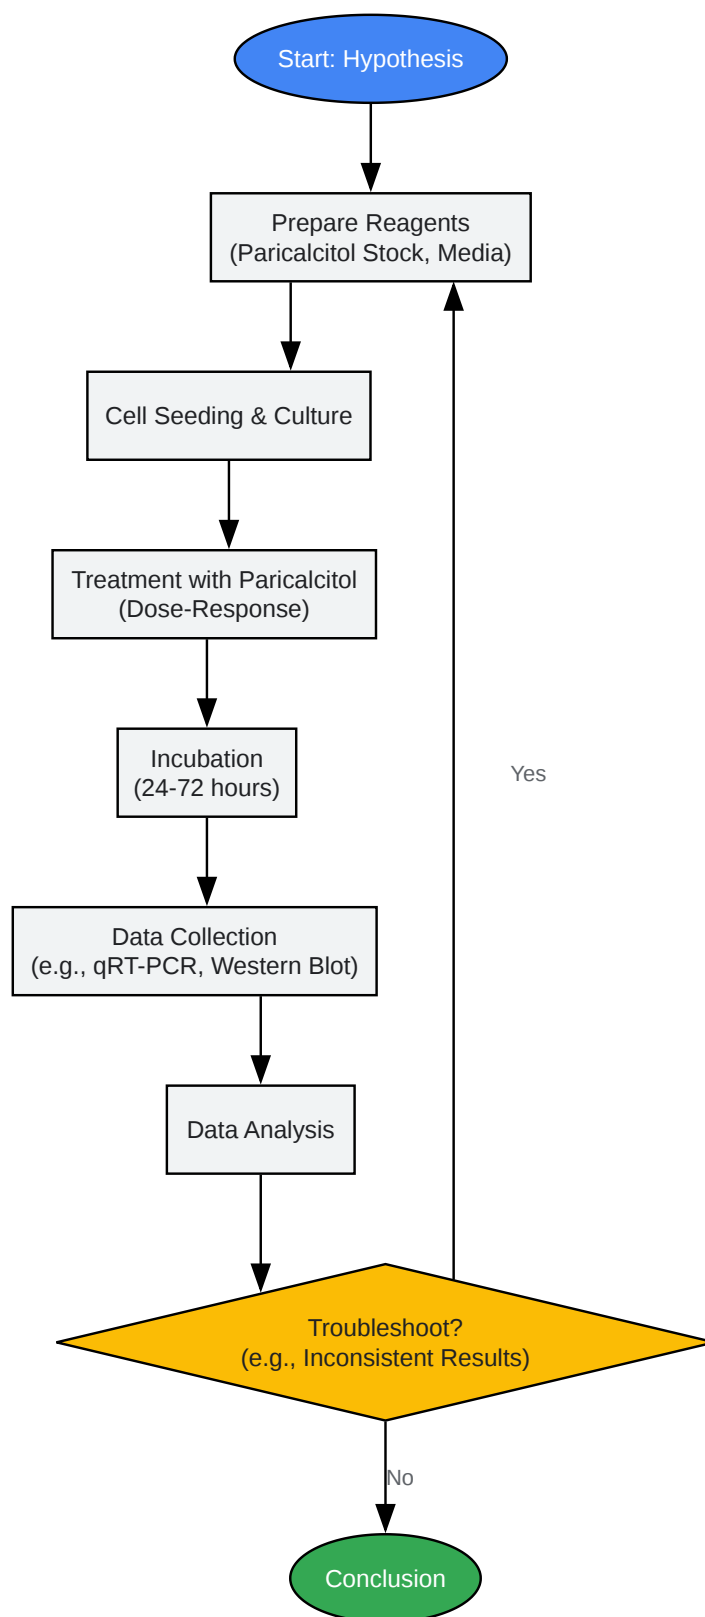 Start: Hypothesis
Prepare Reagents
(Paricalcitol Stock, Media)
Cell Seeding & Culture
Treatment with Paricalcitol
(Dose-Response)
Incubation
(24-72 hours)
Yes
Data Collection
(e.g., qRT-PCR, Western Blot)
Data Analysis
Troubleshoot?
(e.g., Inconsistent Results)
No
Conclusion